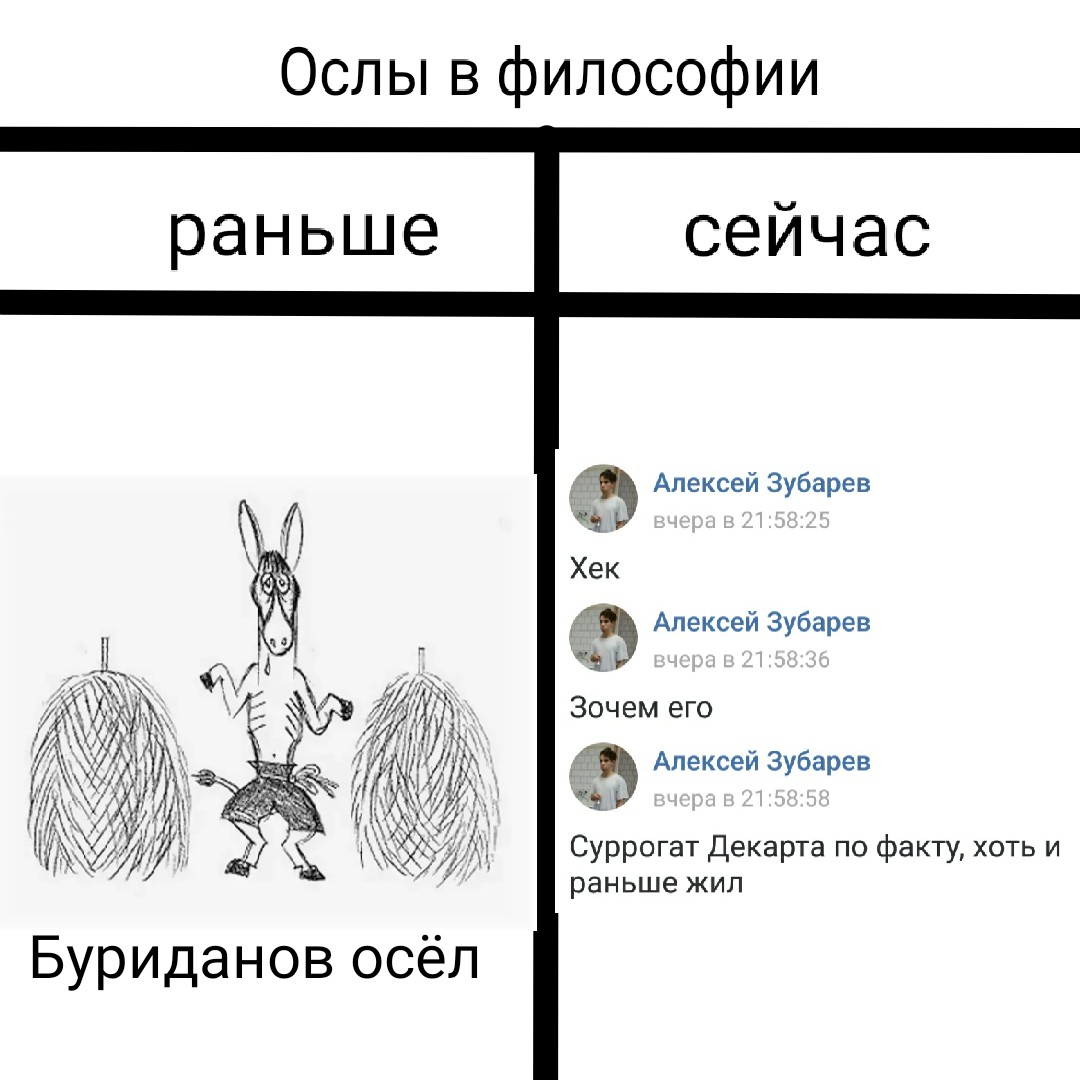 Ослы в философии
раньше
сейчас
Буриданов осёл
Алексей Зубарев
вчера в 21:58:25
Хек
Алексей Зубарев
вчера в 21:58:36
Зочем его
Алексей Зубарев
вчера в 21:58:58
Суррогат Декарта по факту, хоть и
раньше жил